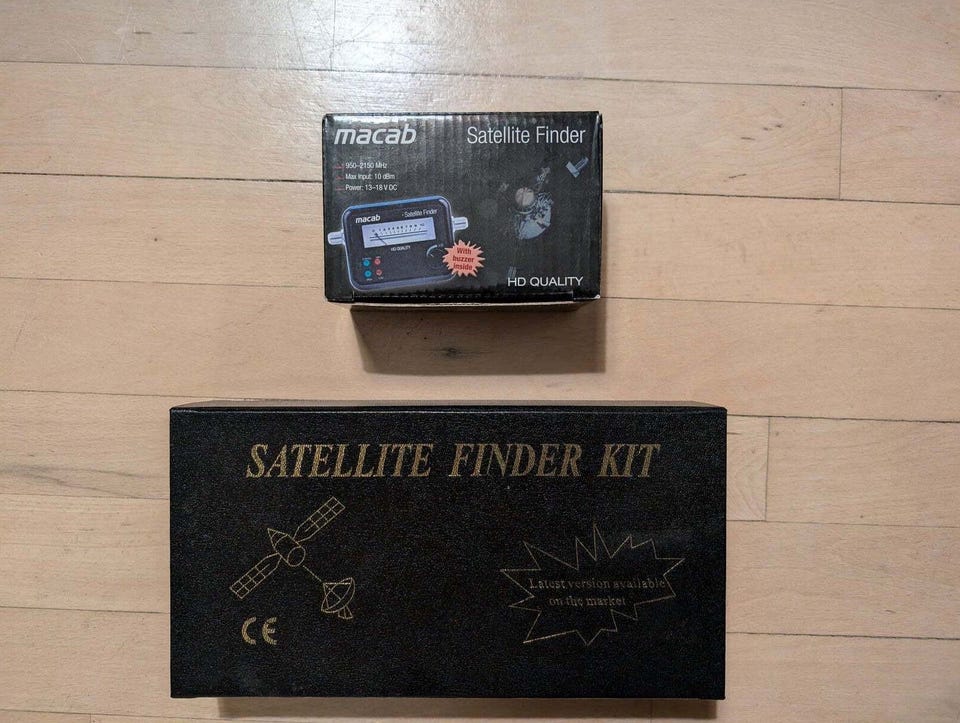 macab Satellite Finder
950–2150 MHz
Max Input: 10 dBm
Power: 13–18 V DC
macab Satellite Finder
HD QUALITY
With
buzzer
inside
HD QUALITY
SATELLITE FINDER KIT
Latest version available
on the market
CE